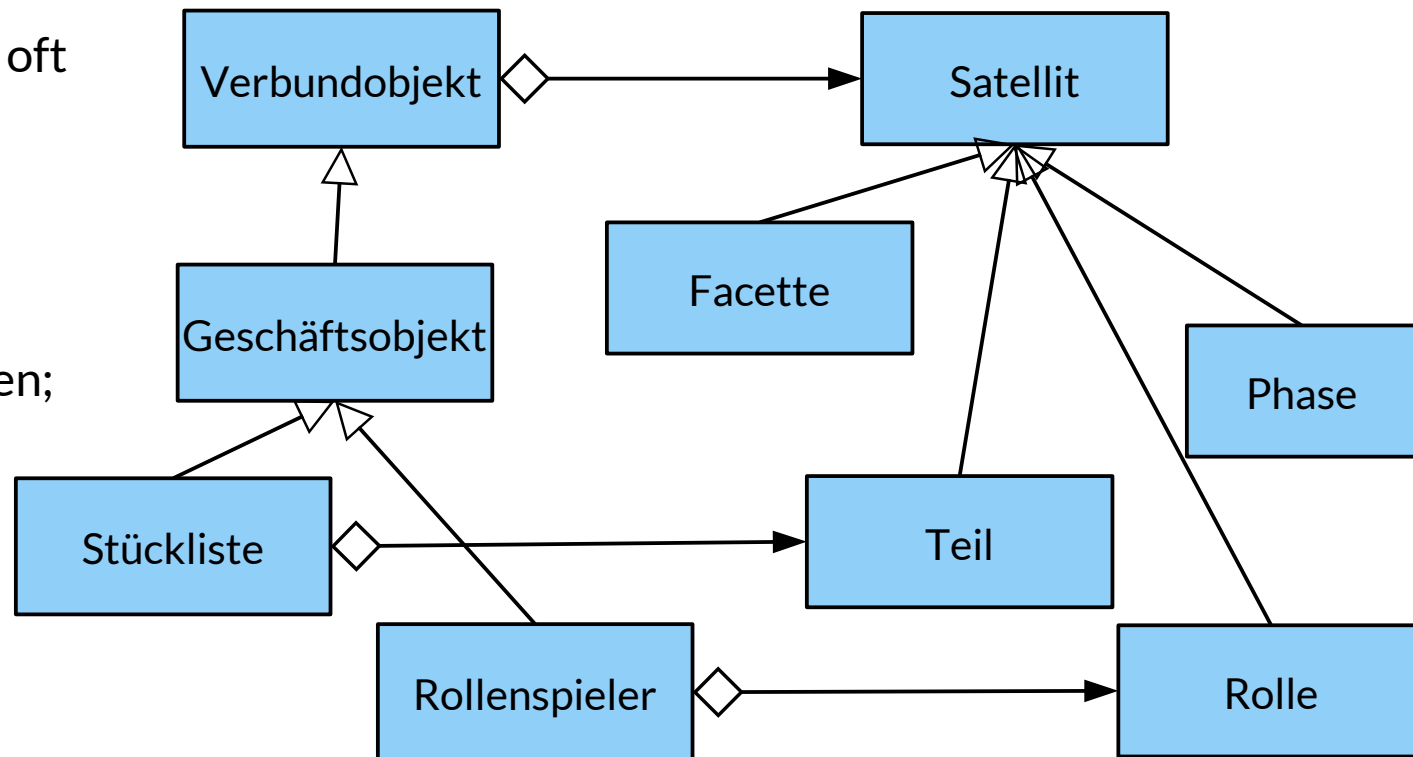 oft
Verbundobjekt
Satellit
Facette
Geschäftsobjekt
en;
Phase
Stückliste
Teil
Rollenspieler
Rolle